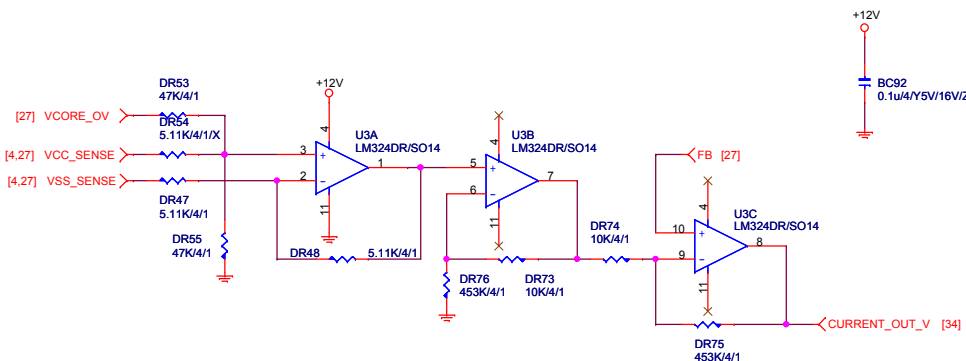 +12V
BC92
0.1u/4/Y5V/16V/Z
DR53
47K/4/1
[27] VCORE_OV
DR54
5.11K/4/1/X
[4,27] VCC_SENSE
[4,27] VSS_SENSE
DR47
5.11K/4/1
DR55
47K/4/1
+12V
4
U3A
LM324DR/SO14
3
+
1
2
−
11
DR48
5.11K/4/1
4
U3B
LM324DR/SO14
5
+
7
6
−
11
DR76
453K/4/1
DR73
10K/4/1
DR74
10K/4/1
FB [27]
4
U3C
LM324DR/SO14
10
+
8
9
−
11
DR75
453K/4/1
CURRENT_OUT_V [34]